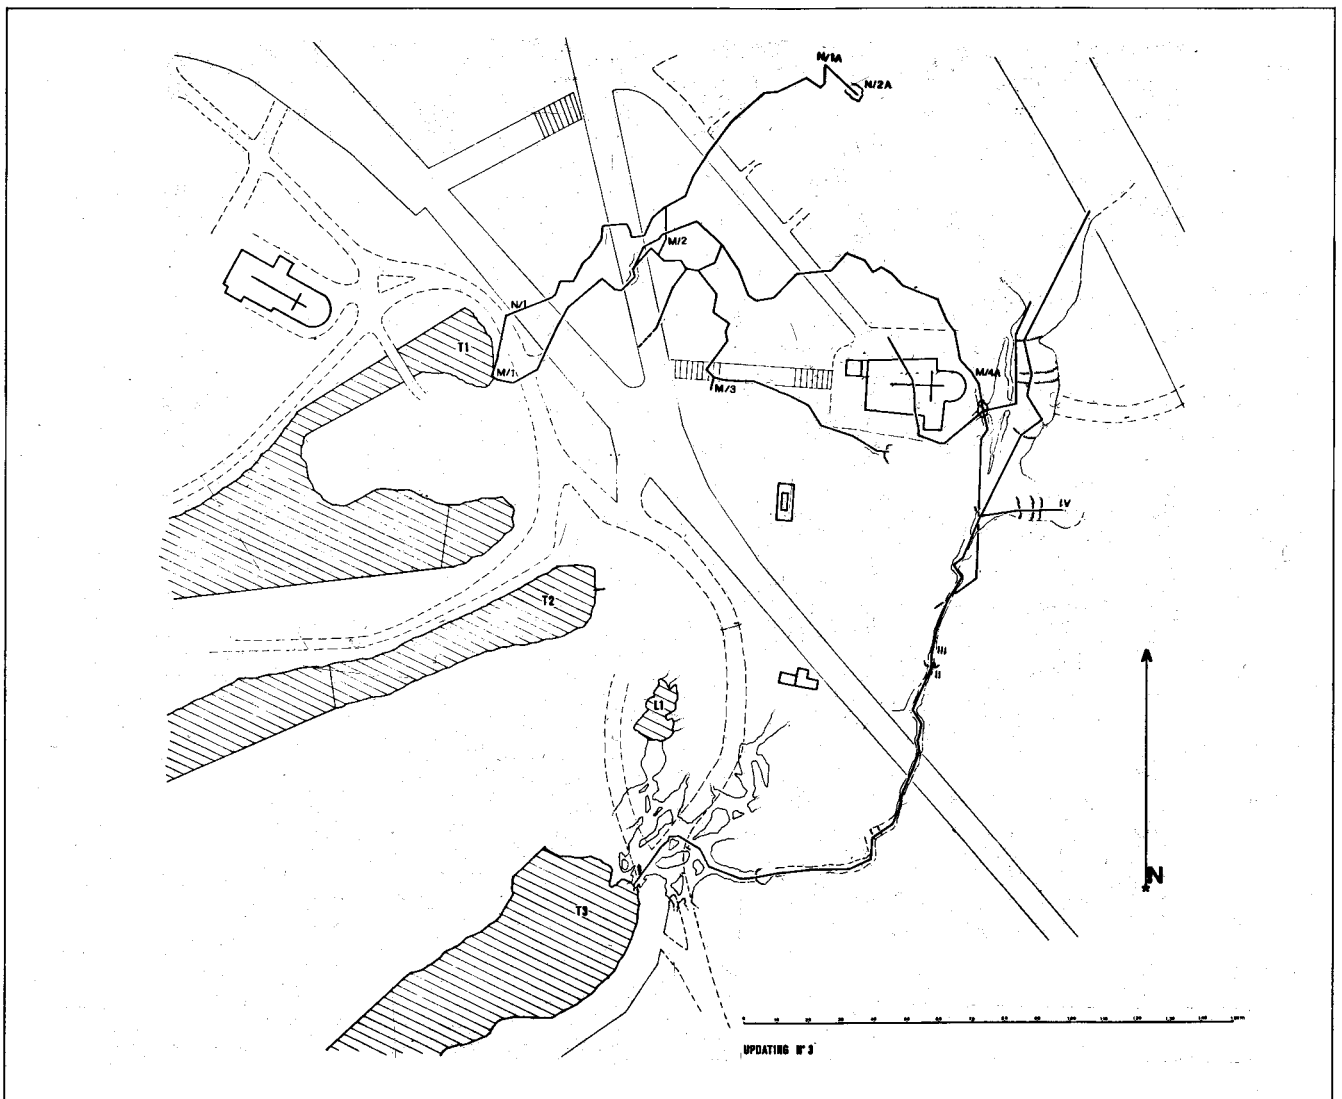 N/1A
N/2A
M/2
N/1
T1
M/1
M/3
M/4A
IV
T2
III
II
L1
A
N
T3
UPDATING N° 3